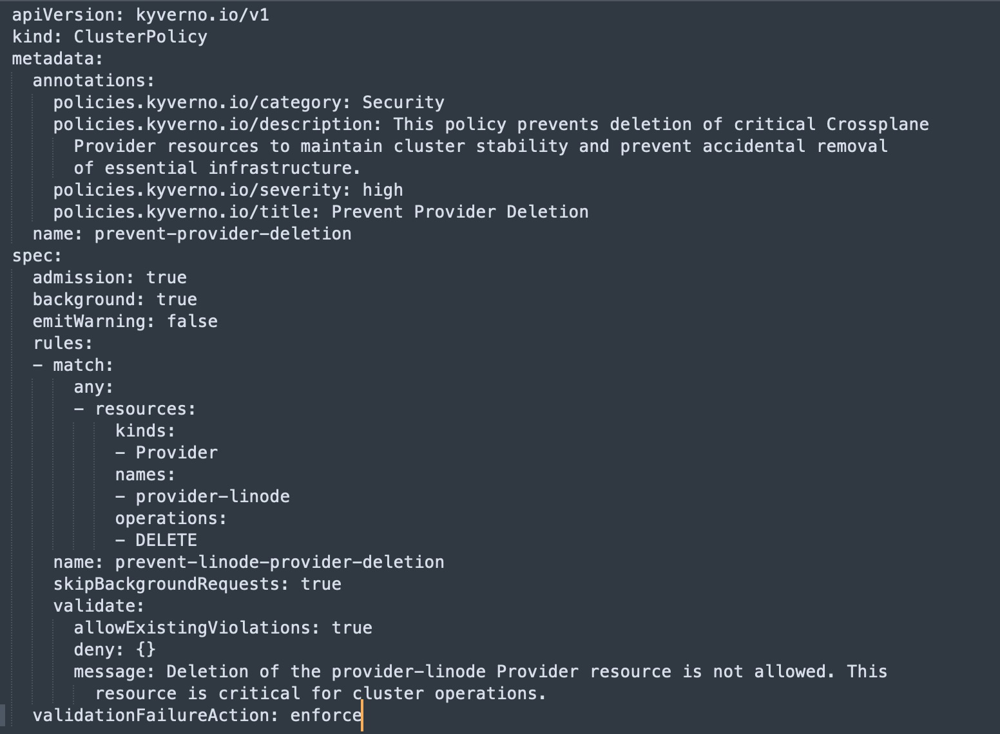 apiVersion: kyverno.io/v1
kind: ClusterPolicy
metadata:
  annotations:
    policies.kyverno.io/category: Security
    policies.kyverno.io/description: This policy prevents deletion of critical Crossplane
      Provider resources to maintain cluster stability and prevent accidental removal
      of essential infrastructure.
    policies.kyverno.io/severity: high
    policies.kyverno.io/title: Prevent Provider Deletion
  name: prevent-provider-deletion
spec:
  admission: true
  background: true
  emitWarning: false
  rules:
  - match:
      any:
      - resources:
          kinds:
          - Provider
          names:
          - provider-linode
          operations:
          - DELETE
    name: prevent-linode-provider-deletion
    skipBackgroundRequests: true
    validate:
      allowExistingViolations: true
      deny: {}
      message: Deletion of the provider-linode Provider resource is not allowed. This
        resource is critical for cluster operations.
  validationFailureAction: enforce